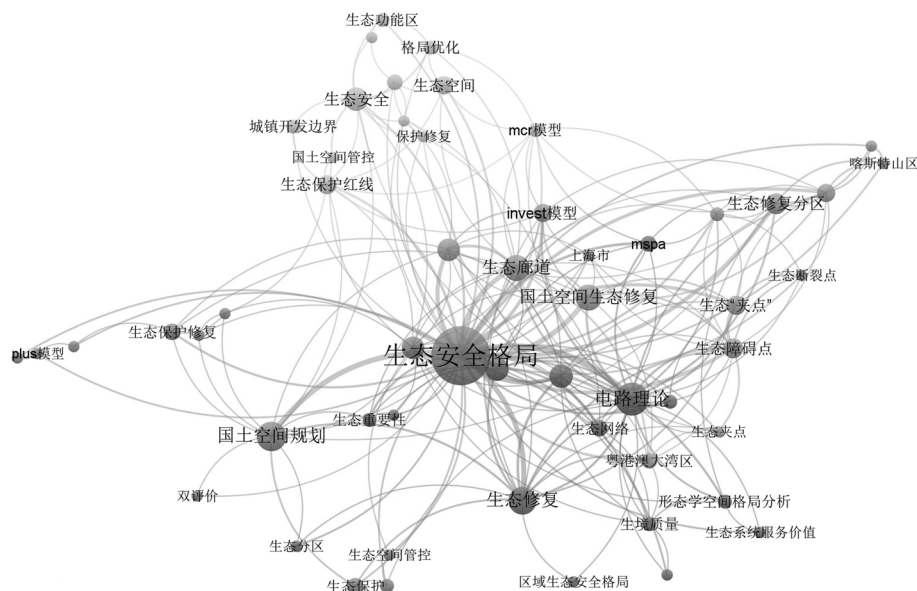 生态功能区
格局优化
生态空间
生态安全
城镇开发边界
保护修复
mcr模型
国土空间管控
喀斯特山区
生态保护红线
生态修复分区
invest模型
mspa
上海市
生态廊道
生态断裂点
国土空间生态修复
生态“夹点”
生态保护修复
生态障碍点
plus模型
生态安全格局
电路理论
生态重要性
生态网络
生态夹点
国土空间规划
粤港澳大湾区
双评价
生态修复
形态学空间格局分析
生境质量
生态系统服务价值
生态分区
生态空间管控
区域生态安全格局
生态保护